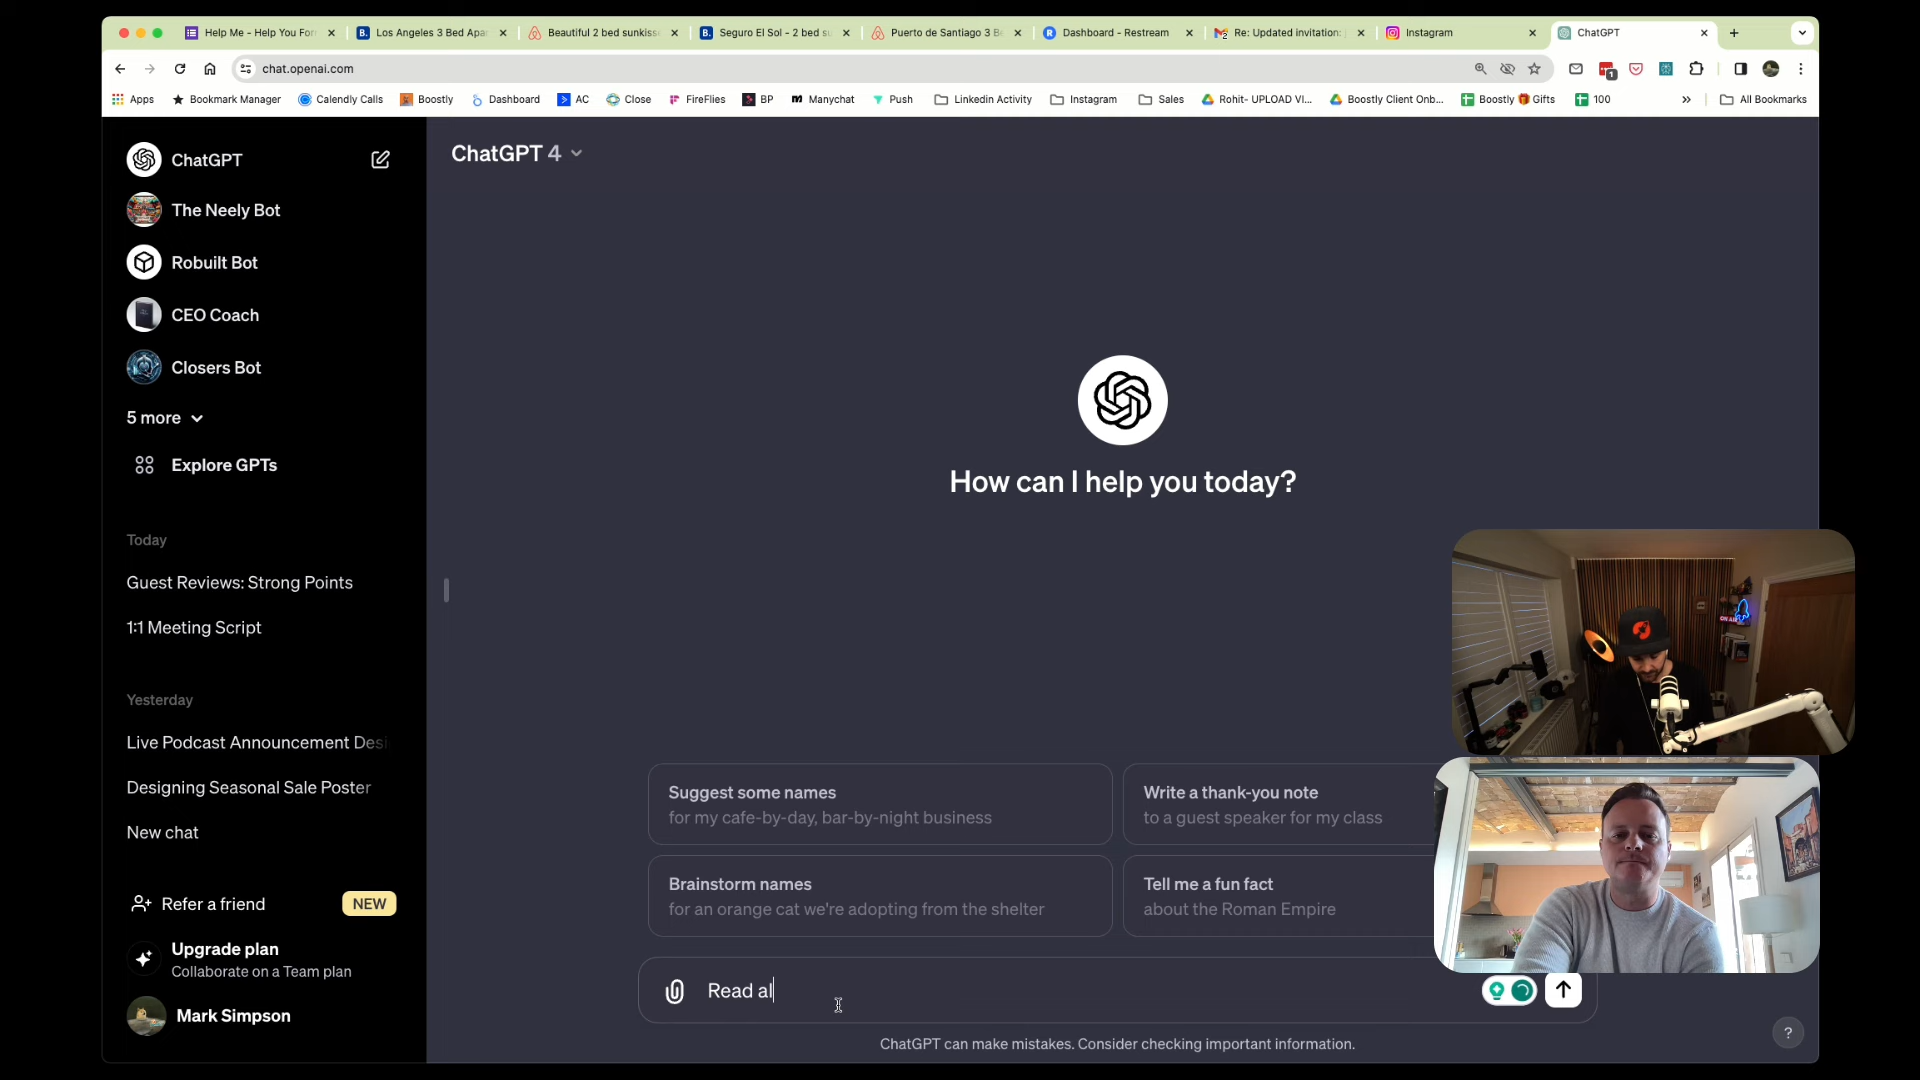 Help Me - Help You For
Los Angeles 3 Bed Apa
Beautiful 2 bed sunkiss
Seguro El Sol - 2 bed su
Puerto de Santiago 3 B
Dashboard - Restream
Re: Updated invitation:
Instagram
ChatGPT
chat.openai.com
Apps
Bookmark Manager
Calendly Calls
Boostly
Dashboard
AC
Close
FireFlies
BP
Manychat
Push
Linkedin Activity
Instagram
Sales
Rohit- UPLOAD VI...
Boostly Client Onb...
Boostly 🎁 Gifts
100
All Bookmarks
ChatGPT
The Neely Bot
Robuilt Bot
CEO Coach
Closers Bot
5 more
Explore GPTs
Today
Guest Reviews: Strong Points
1:1 Meeting Script
Yesterday
Live Podcast Announcement Des
Designing Seasonal Sale Poster
New chat
Refer a friend
NEW
Upgrade plan
Collaborate on a Team plan
Mark Simpson
ChatGPT 4
How can I help you today?
Suggest some names
for my cafe-by-day, bar-by-night business
Write a thank-you note
to a guest speaker for my class
Brainstorm names
for an orange cat we're adopting from the shelter
Tell me a fun fact
about the Roman Empire
Read al
ChatGPT can make mistakes. Consider checking important information.
?
ON AIR